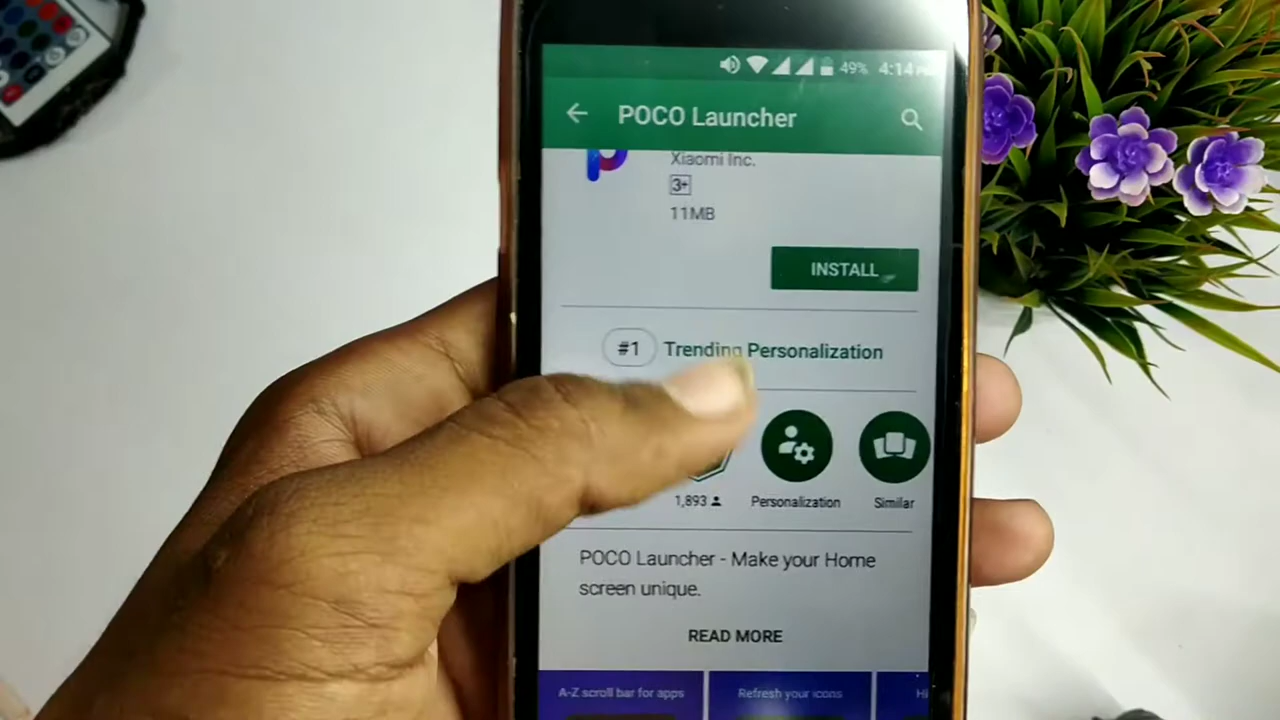 49% 4:14
POCO Launcher
Xiaomi Inc.
3+
11MB
INSTALL
#1 Trending Personalization
1,893 Personalization Similar
POCO Launcher - Make your Home
screen unique.
READ MORE
A-Z scroll bar for apps Refresh your icons